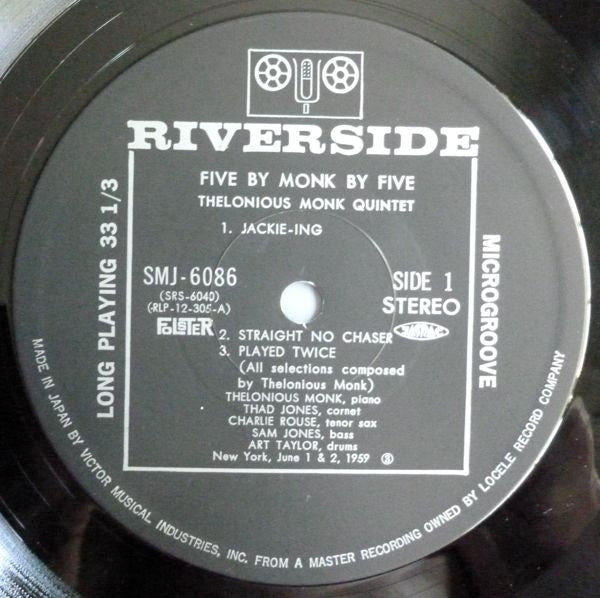 RIVERSIDE
FIVE BY MONK BY FIVE
THELONIOUS MONK QUINTET
1. JACKIE-ING
SMJ-6086
(SRS-6040)
(RLP-12-305-A)
FOLSTER
SIDE 1
STEREO
2. STRAIGHT NO CHASER
3. PLAYED TWICE
(All selections composed
by Thelonious Monk)
THELONIOUS MONK, piano
THAD JONES, cornet
CHARLIE ROUSE, tenor sax
SAM JONES, bass
ART TAYLOR, drums
New York, June 1 & 2, 1959
LONG PLAYING 33 1/3
MICROGROOVE
MADE IN JAPAN BY VICTOR MUSICAL INDUSTRIES, INC. FROM A MASTER RECORDING OWNED BY LOCELE RECORD COMPANY